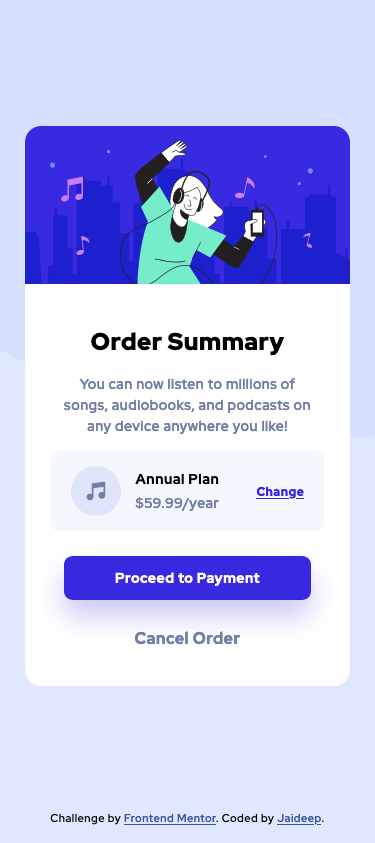 Order Summary
You can now listen to millions of
songs, audiobooks, and podcasts on
any device anywhere you like!
Annual Plan
$59.99/year
Change
Proceed to Payment
Cancel Order
Challenge by Frontend Mentor. Coded by Jaideep.